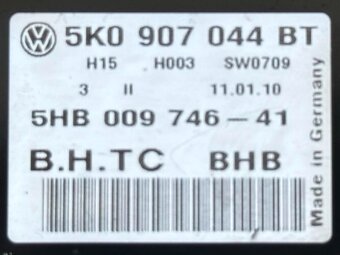 5K0 907 044 BT
H15 H003 SW0709
3 II 11.01.10
5HB 009 746-41
B.H.TC BHB
Made in Germany